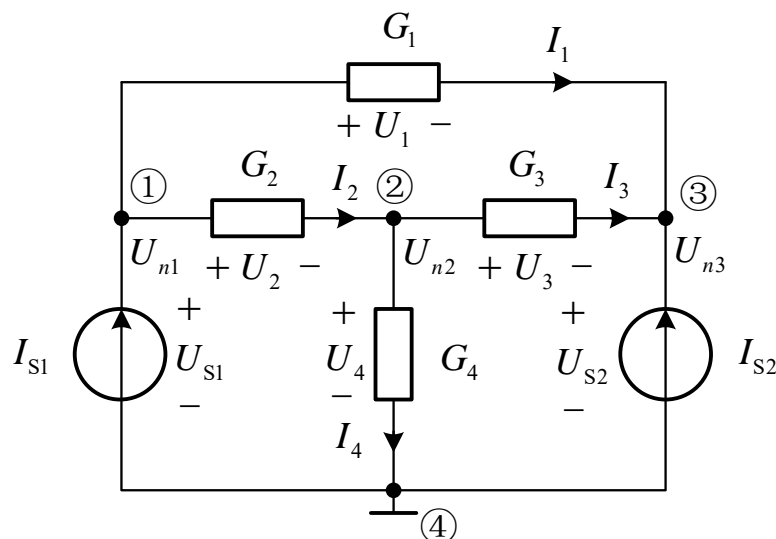 G1
I1
+ U1 −
① G2 I2 ② G3 I3 ③
Un1 + U2 − Un2 + U3 − Un3
+ + +
IS1 US1 U4 G4 US2 IS2
− − −
I4
④